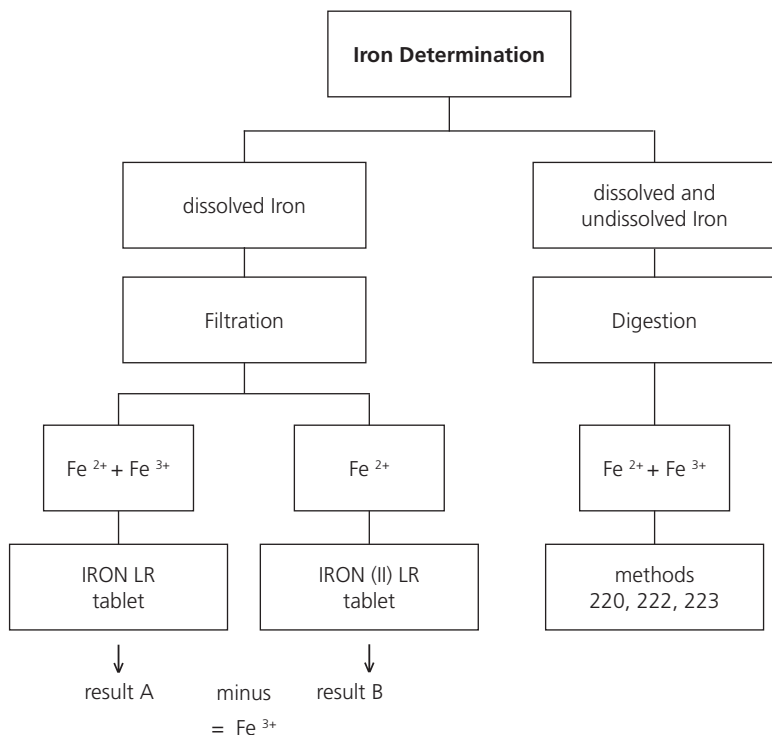 Iron Determination
dissolved Iron
dissolved and
undissolved Iron
Filtration
Digestion
Fe ²⁺ + Fe ³⁺
Fe ²⁺
Fe ²⁺ + Fe ³⁺
IRON LR
tablet
IRON (II) LR
tablet
methods
220, 222, 223
result A minus result B
= Fe ³⁺